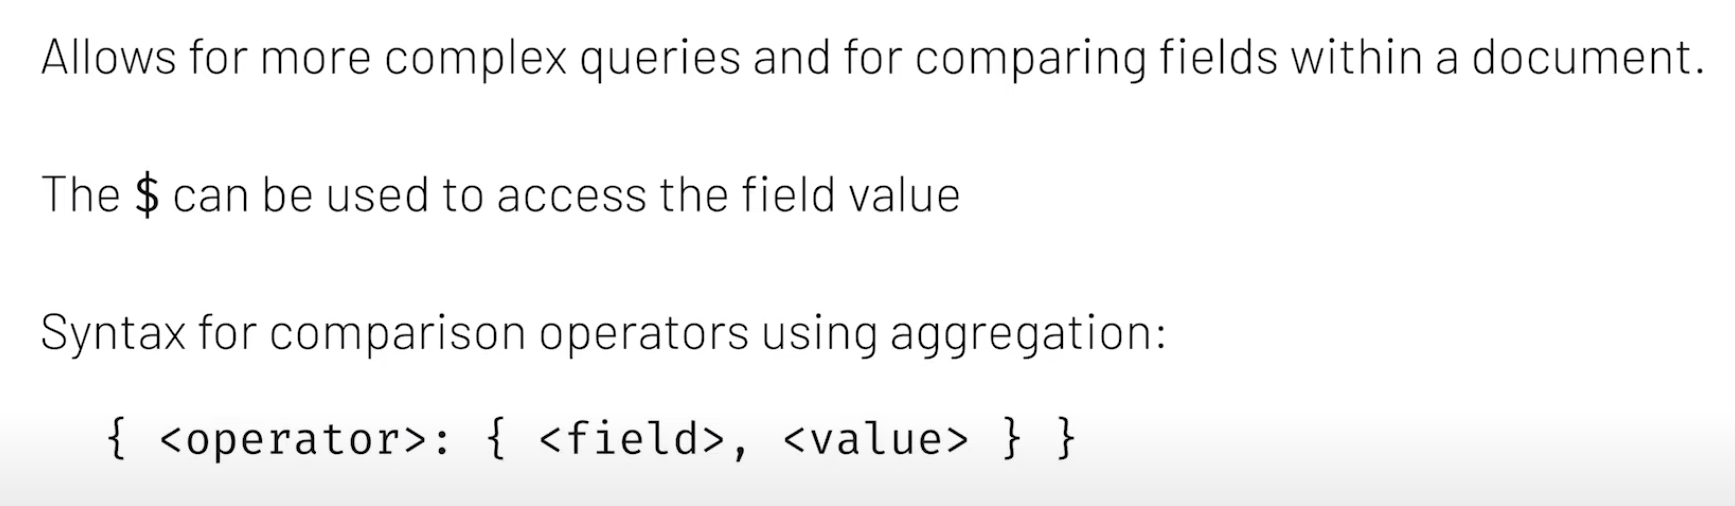 Allows for more complex queries and for comparing fields within a document.
The $ can be used to access the field value
Syntax for comparison operators using aggregation:
{ <operator>: { <field>, <value> } }